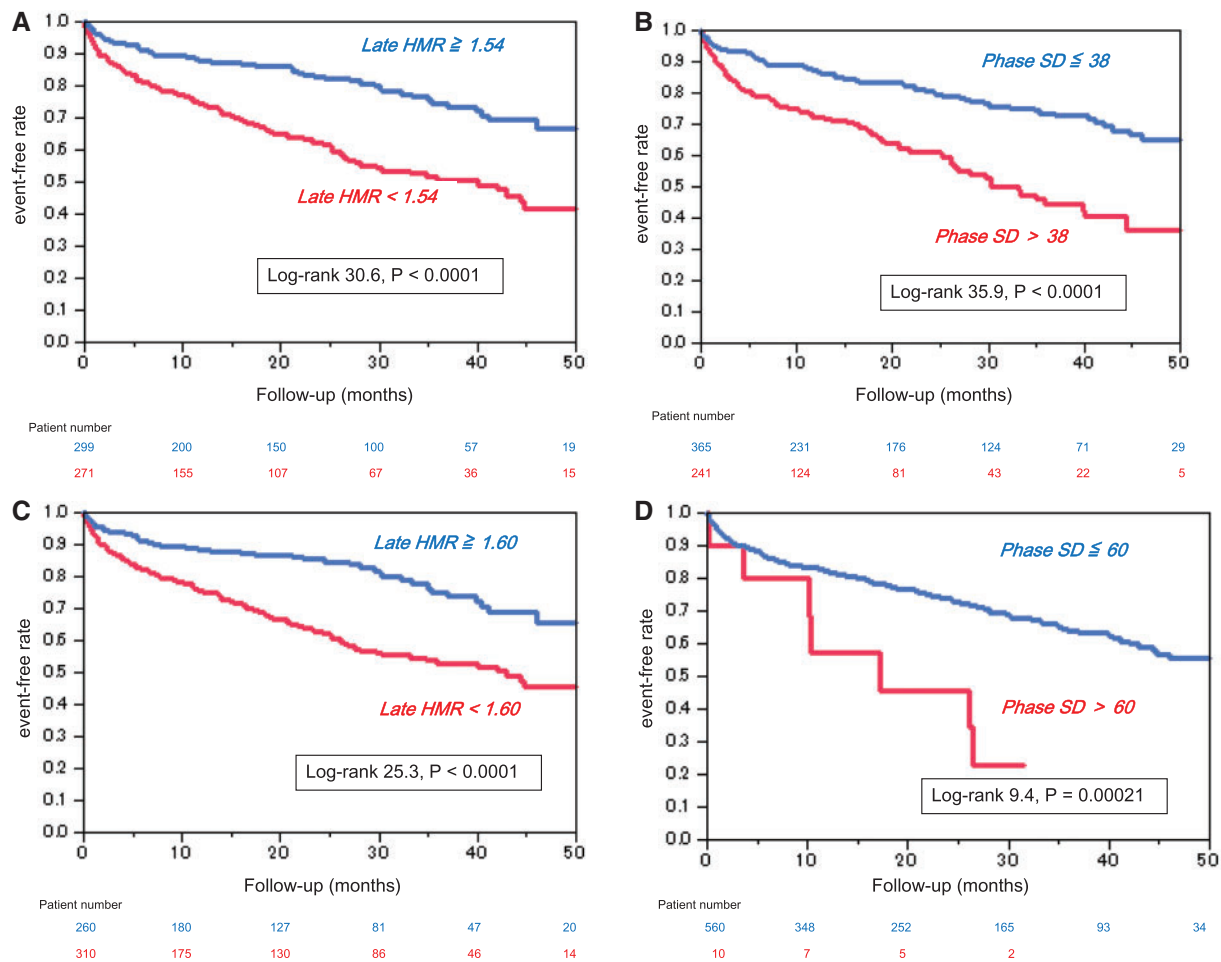 A
event-free rate
1.0
0.9
0.8
0.7
0.6
0.5
0.4
0.3
0.2
0.1
0.0
Late HMR ≧ 1.54
Late HMR < 1.54
Log-rank 30.6, P < 0.0001
0 10 20 30 40 50
Follow-up (months)
Patient number
299 200 150 100 57 19
271 155 107 67 36 15
B
event-free rate
1.0
0.9
0.8
0.7
0.6
0.5
0.4
0.3
0.2
0.1
0.0
Phase SD ≦ 38
Phase SD > 38
Log-rank 35.9, P < 0.0001
0 10 20 30 40 50
Follow-up (months)
Patient number
365 231 176 124 71 29
241 124 81 43 22 5
C
event-free rate
1.0
0.9
0.8
0.7
0.6
0.5
0.4
0.3
0.2
0.1
0.0
Late HMR ≧ 1.60
Late HMR < 1.60
Log-rank 25.3, P < 0.0001
0 10 20 30 40 50
Follow-up (months)
Patient number
260 180 127 81 47 20
310 175 130 86 46 14
D
event-free rate
1.0
0.9
0.8
0.7
0.6
0.5
0.4
0.3
0.2
0.1
0.0
Phase SD ≦ 60
Phase SD > 60
Log-rank 9.4, P = 0.00021
0 10 20 30 40 50
Follow-up (months)
Patient number
560 348 252 165 93 34
10 7 5 2